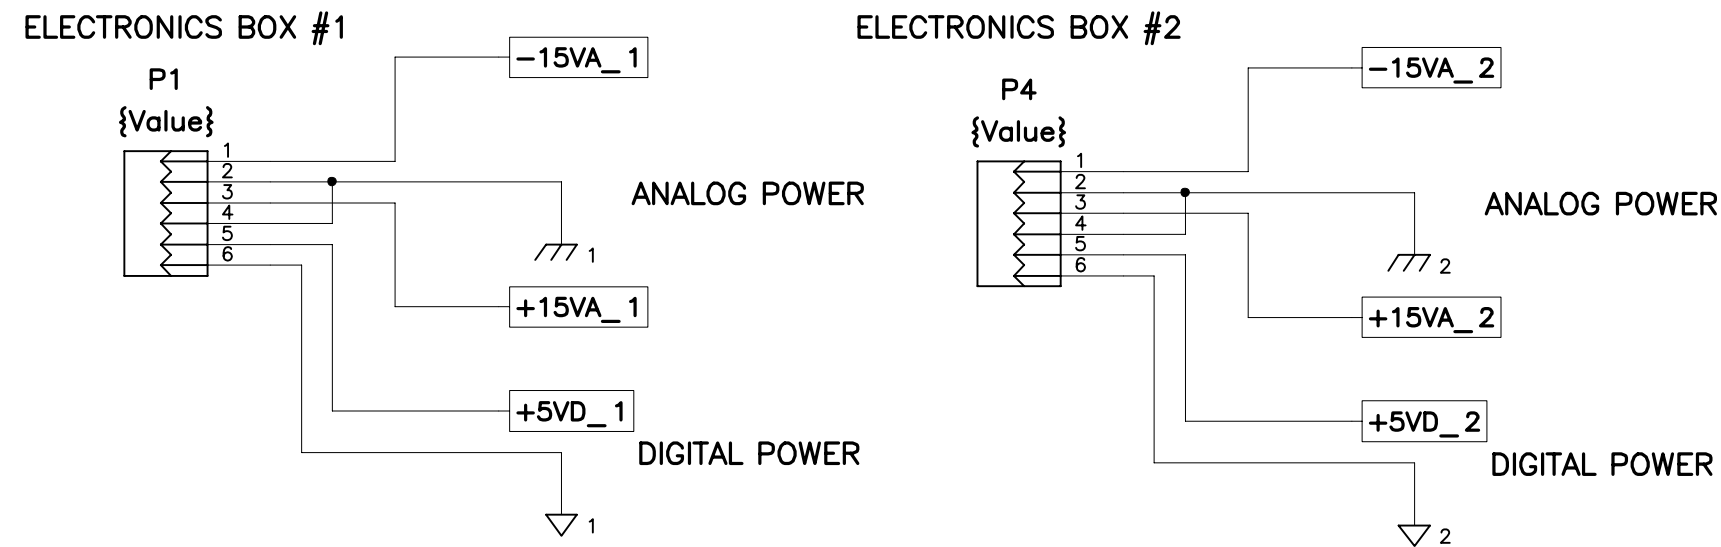 ELECTRONICS BOX #1
-15VA_1
P1
{Value}
1
2
3
4
5
6
ANALOG POWER
1
+15VA_1
+5VD_1
DIGITAL POWER
1
ELECTRONICS BOX #2
-15VA_2
P4
{Value}
1
2
3
4
5
6
ANALOG POWER
2
+15VA_2
+5VD_2
DIGITAL POWER
2